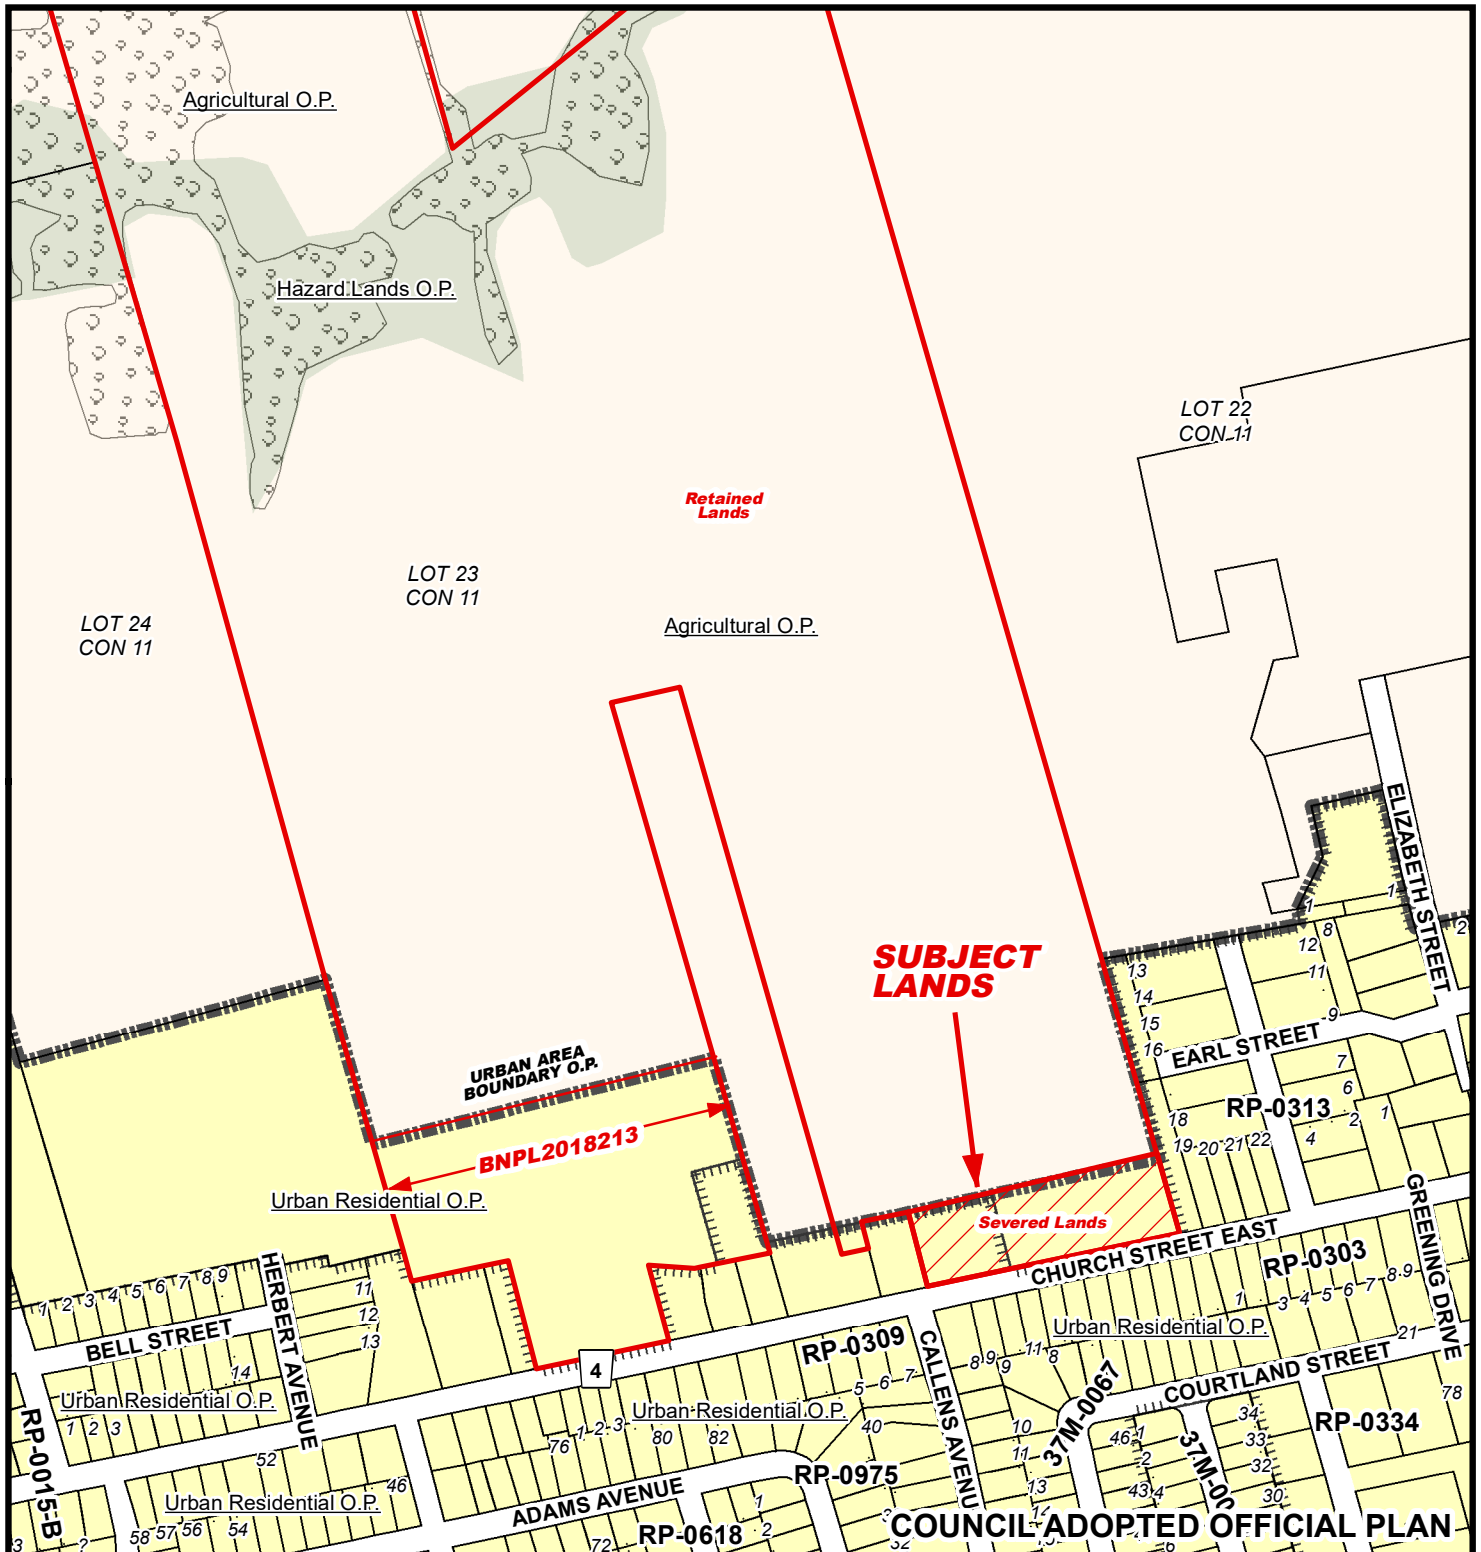 Agricultural O.P.
Hazard Lands O.P.
LOT 22
CON 11
Retained
Lands
LOT 23
CON 11
LOT 24
CON 11
Agricultural O.P.
ELIZABETH STREET
1
1
8
12
11
2
SUBJECT
LANDS
13
14
15
16
9
EARL STREET
7
6
2
1
4
RP-0313
18
19
20
21
22
URBAN AREA
BOUNDARY O.P.
BNPL2018213
Urban Residential O.P.
Severed Lands
CHURCH STREET EAST
GREENING DRIVE
RP-0303
1
3
4
5
6
7
8
9
21
HERBERT AVENUE
1
2
3
4
5
6
7
8
9
11
12
13
BELL STREET
14
4
RP-0309
CALLENS AVENU
Urban Residential O.P.
8
9
9
11
8
COURTLAND STREET
78
Urban Residential O.P.
1
2
3
Urban Residential O.P.
5
6
7
40
1
2
3
76
80
82
10
11
13
14
37M-0067
46
1
2
43
4
37M-00
34
33
32
30
RP-0334
RP-0015-B
52
46
Urban Residential O.P.
58
57
56
54
ADAMS AVENUE
RP-0975
RP-0618
1
2
72
32
6
COUNCIL ADOPTED OFFICIAL PLAN